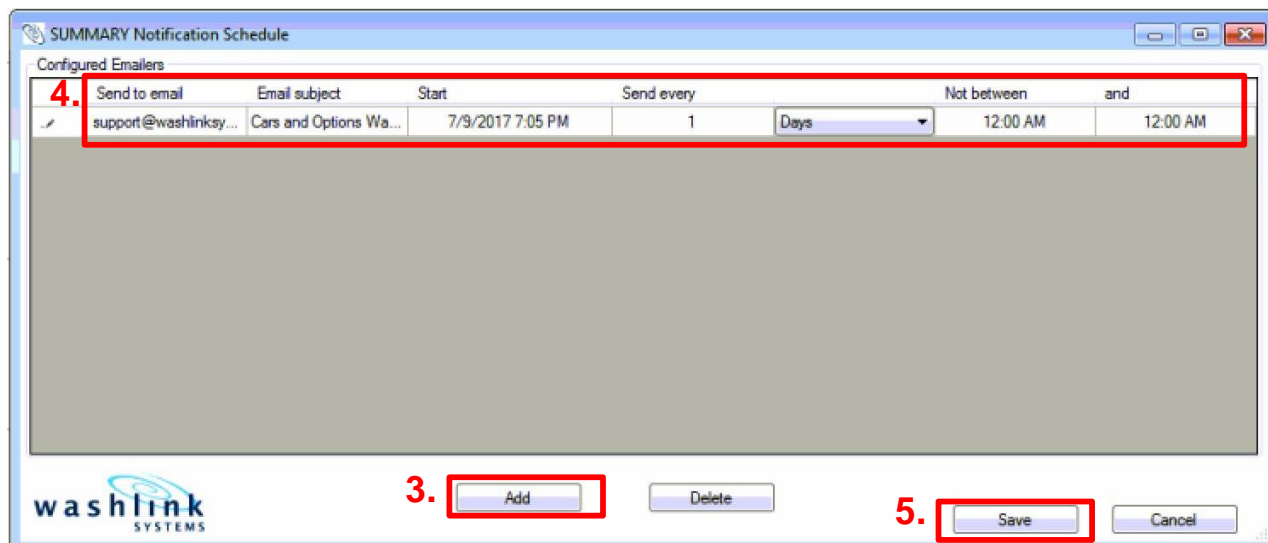 SUMMARY Notification Schedule
Configured Emailers
4. Send to email Email subject Start Send every Not between and
support@washlinksy... Cars and Options Wa... 7/9/2017 7:05 PM 1 Days 12:00 AM 12:00 AM
washlink
SYSTEMS
3. Add Delete
5. Save Cancel